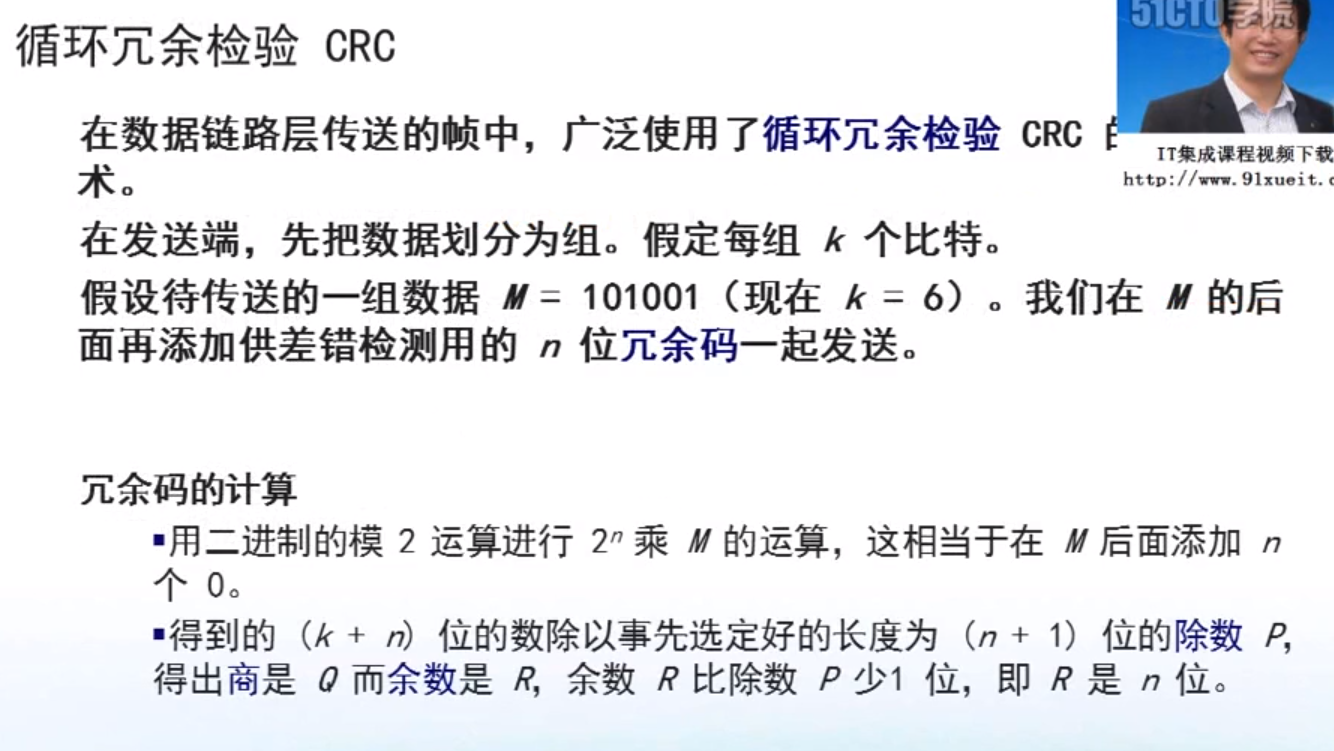 51CTO学院
循环冗余检验 CRC
在数据链路层传送的帧中，广泛使用了循环冗余检验 CRC
术。
IT集成课程视频下载
http://www.91xueit.c
在发送端，先把数据划分为组。假定每组 k 个比特。
假设待传送的一组数据 M = 101001（现在 k = 6）。我们在 M 的后
面再添加供差错检测用的 n 位冗余码一起发送。
冗余码的计算
▪用二进制的模 2 运算进行 2ⁿ 乘 M 的运算，这相当于在 M 后面添加 n
个 0。
▪得到的 (k + n) 位的数除以事先选定好的长度为 (n + 1) 位的除数 P，
得出商是 Q 而余数是 R，余数 R 比除数 P 少1 位，即 R 是 n 位。